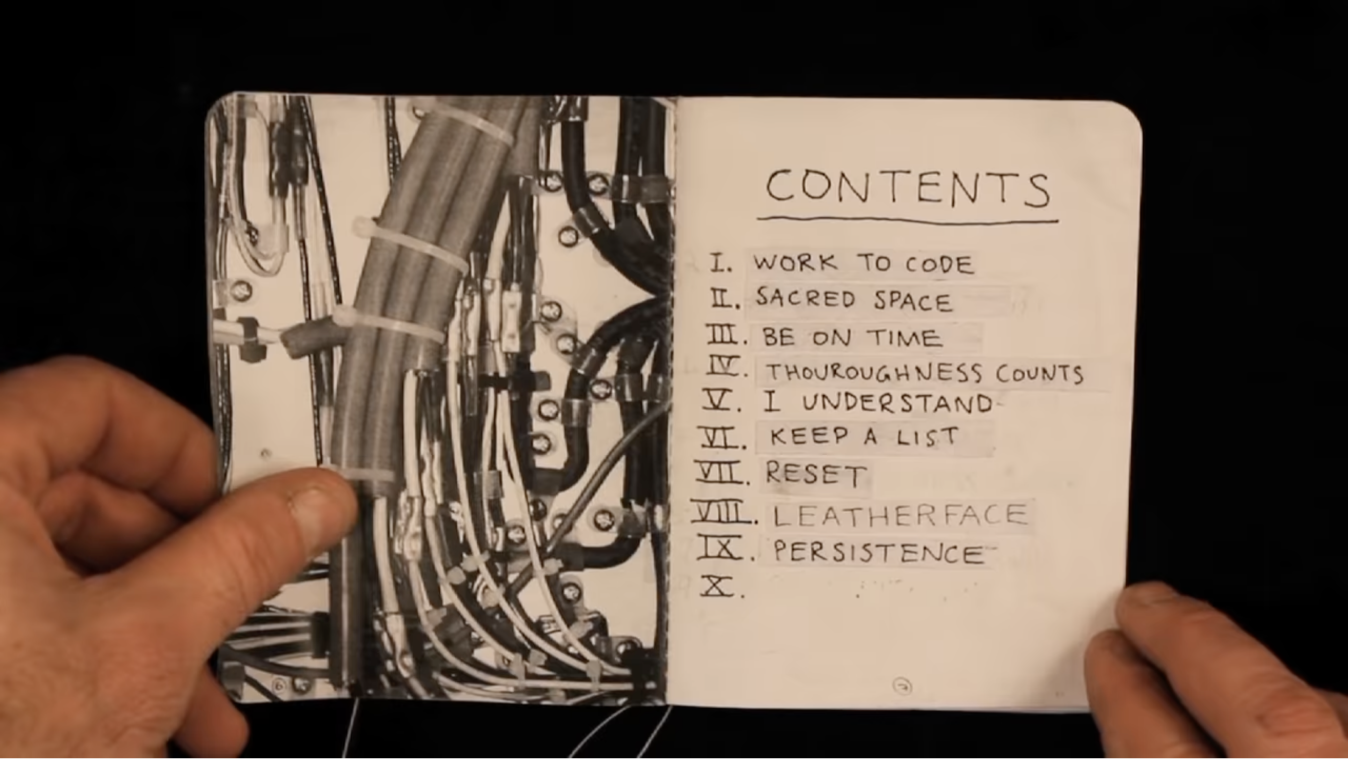 CONTENTS
I. WORK TO CODE
II. SACRED SPACE
III. BE ON TIME
IV. THOUROUGHNESS COUNTS
V. I UNDERSTAND
VI. KEEP A LIST
VII. RESET
VIII. LEATHERFACE
IX. PERSISTENCE
X.